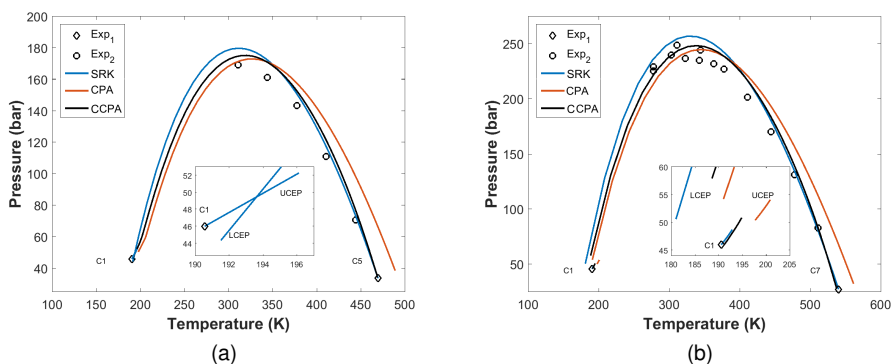 Exp1
Exp2
SRK
CPA
CCPA
200
180
160
140
120
100
80
60
40
Pressure (bar)
52
50
48
46
44
190
192
194
196
C1
UCEP
LCEP
C1
C5
100
150
200
250
300
350
400
450
500
Temperature (K)
(a)
Exp1
Exp2
SRK
CPA
CCPA
250
200
150
100
50
Pressure (bar)
60
55
50
45
180
185
190
195
200
205
LCEP
UCEP
C1
C1
C7
100
200
300
400
500
600
Temperature (K)
(b)